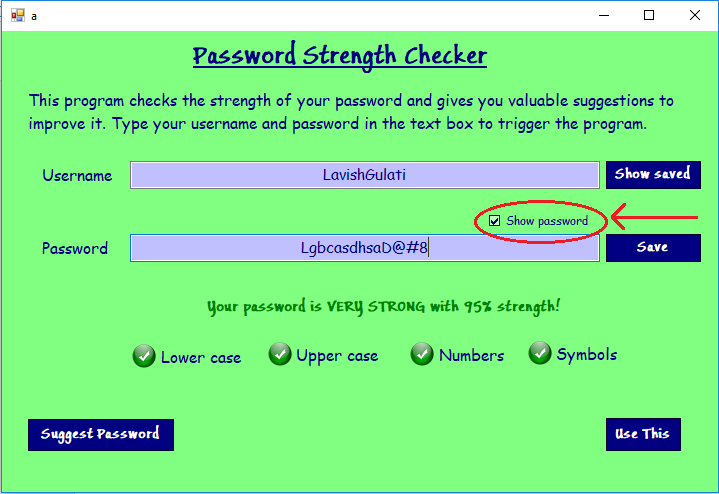 a
Password Strength Checker
This program checks the strength of your password and gives you valuable suggestions to
improve it. Type your username and password in the text box to trigger the program.
Username LavishGulati Show saved
Show password
Password LgbcasdhsaD@#8 Save
Your password is VERY STRONG with 95% strength!
Lower case Upper case Numbers Symbols
Suggest Password Use This